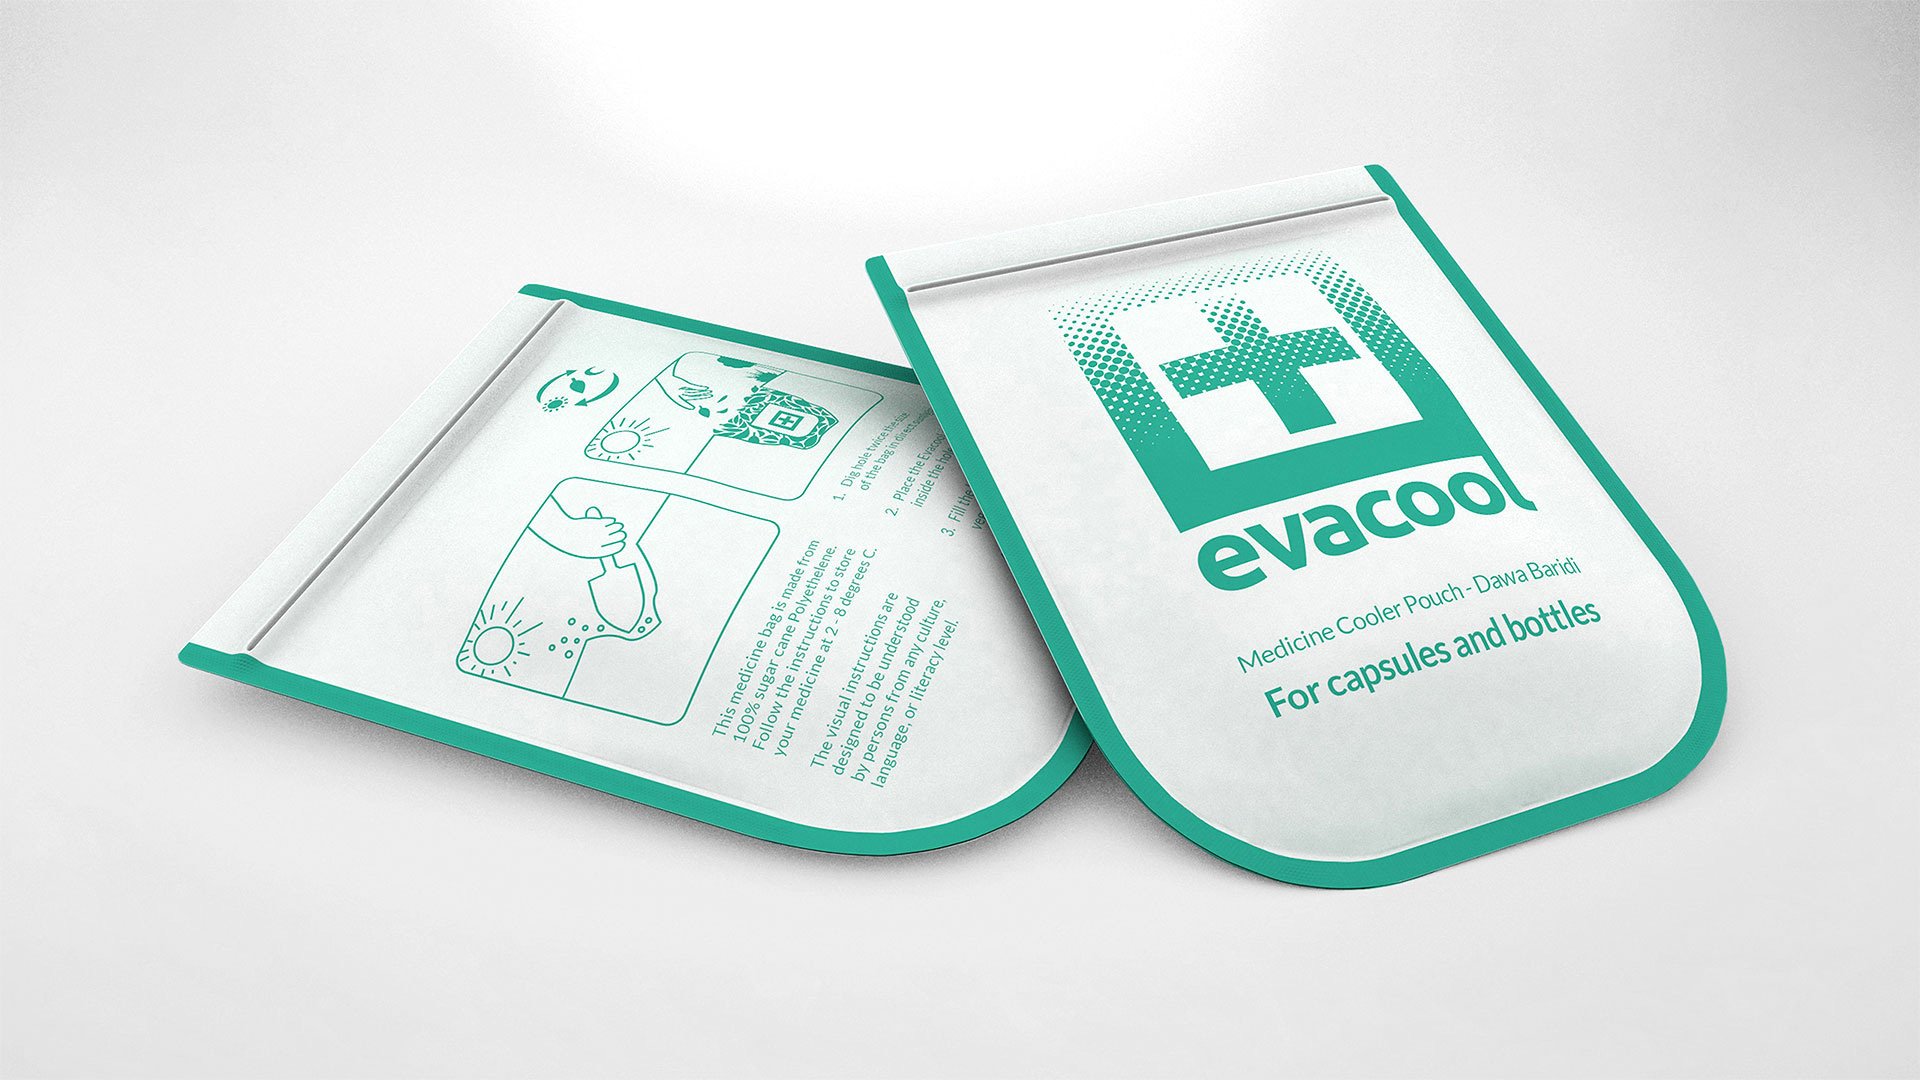 1. Dig hole twice the size
of the bag in direct sunlight
2. Place the Evacool
inside the hole
3. Fill the
This medicine bag is made from
100% sugar cane Polyethelene.
Follow the instructions to store
your medicine at 2 - 8 degrees C.
The visual instructions are
designed to be understood
by persons from any culture,
language, or literacy level.
evacool
Medicine Cooler Pouch - Dawa Baridi
For capsules and bottles